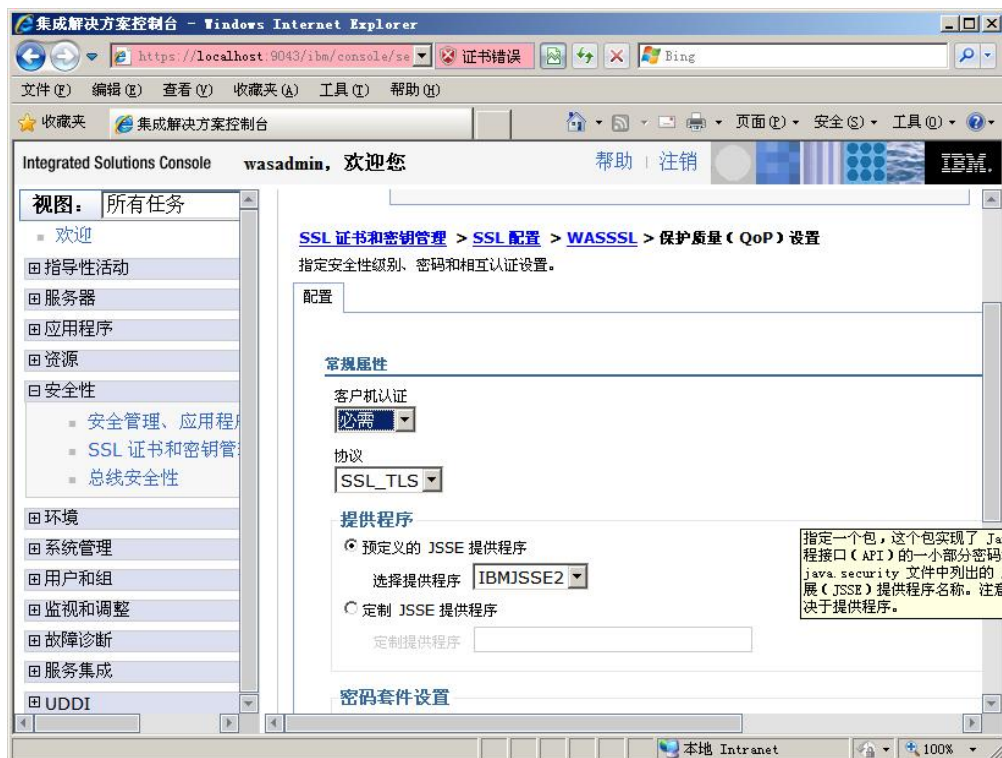 集成解决方案控制台 - Windows Internet Explorer
https://localhost:9043/ibm/console/se
证书错误
Bing
文件(F) 编辑(E) 查看(V) 收藏夹(A) 工具(T) 帮助(H)
收藏夹 集成解决方案控制台 页面(P) 安全(S) 工具(O)
Integrated Solutions Console wasadmin, 欢迎您 帮助 注销 IBM.
视图: 所有任务
欢迎
指导性活动
服务器
应用程序
资源
安全性
安全管理、应用程
SSL 证书和密钥管
总线安全性
环境
系统管理
用户和组
监视和调整
故障诊断
服务集成
UDDI
SSL 证书和密钥管理 > SSL 配置 > WASSSL > 保护质量(QoP)设置
指定安全性级别、密码和相互认证设置。
配置
常规属性
客户机认证
必需
协议
SSL_TLS
提供程序
预定义的 JSSE 提供程序
选择提供程序 IBMJSSE2
定制 JSSE 提供程序
定制提供程序
指定一个包,这个包实现了 Ja
程接口(API)的一小部分密码
java.security 文件中列出的
展(JSSE)提供程序名称。注意
决于提供程序。
密码套件设置
本地 Intranet 100%